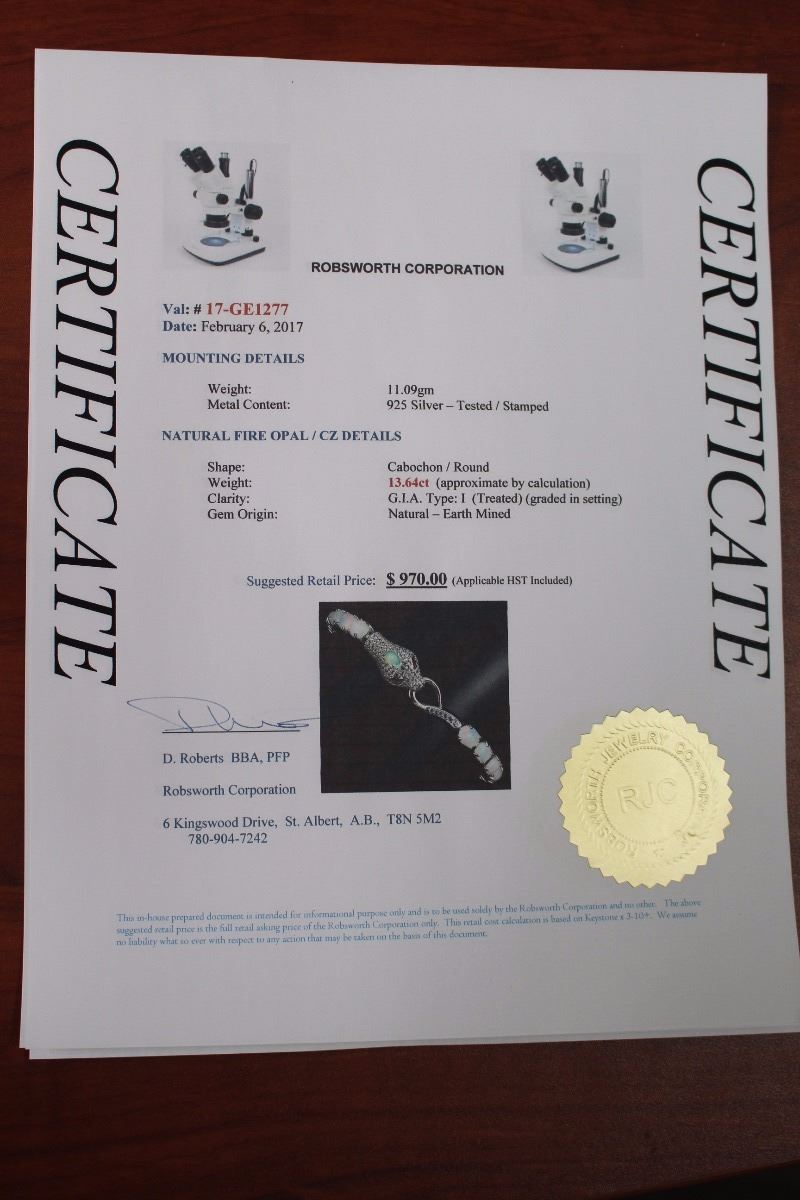 CERTIFICATE
CERTIFICATE
ROBSWORTH CORPORATION
Val: # 17-GE1277
Date: February 6, 2017
MOUNTING DETAILS
Weight: 11.09gm
Metal Content: 925 Silver – Tested / Stamped
NATURAL FIRE OPAL / CZ DETAILS
Shape: Cabochon / Round
Weight: 13.64ct (approximate by calculation)
Clarity: G.I.A. Type: I (Treated) (graded in setting)
Gem Origin: Natural – Earth Mined
Suggested Retail Price: $ 970.00 (Applicable HST Included)
D. Roberts BBA, PFP
Robsworth Corporation
6 Kingswood Drive, St. Albert, A.B., T8N 5M2
780-904-7242
ROBSWORTH JEWELRY CORPORATION
RJC
This in-house prepared document is intended for informational purpose only and is to be used solely by the Robsworth Corporation and no other. The above
suggested retail price is the full retail asking price of the Robsworth Corporation only. This retail cost calculation is based on Keystone x 3-10+. We assume
no liability what so ever with respect to any action that may be taken on the basis of this document.